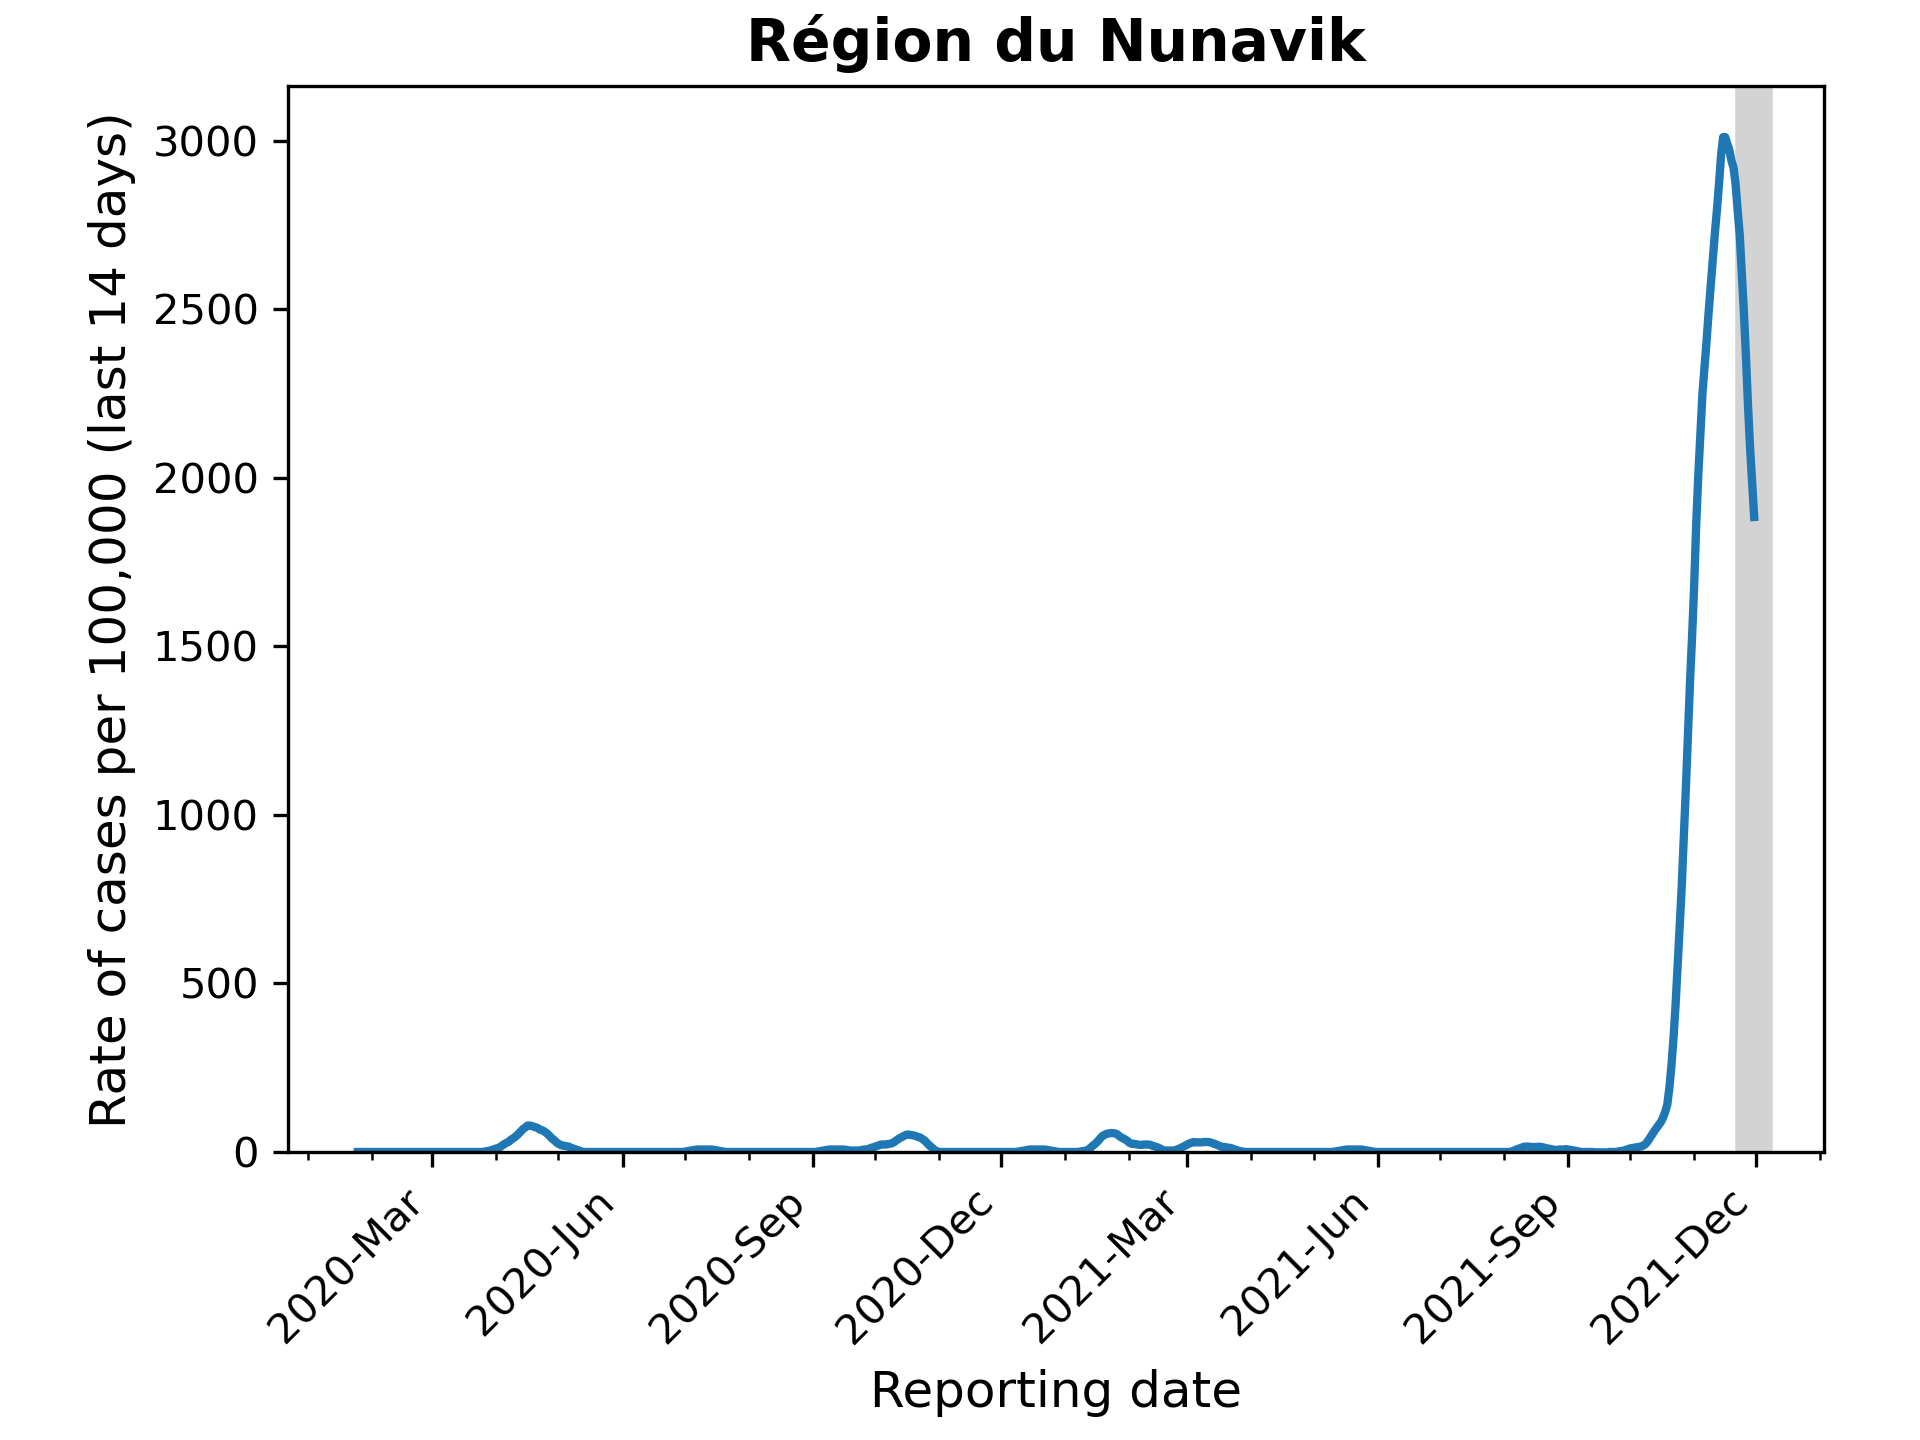 Région du Nunavik
Rate of cases per 100,000 (last 14 days)
3000
2500
2000
1500
1000
500
0
2020-Mar
2020-Jun
2020-Sep
2020-Dec
2021-Mar
2021-Jun
2021-Sep
2021-Dec
Reporting date